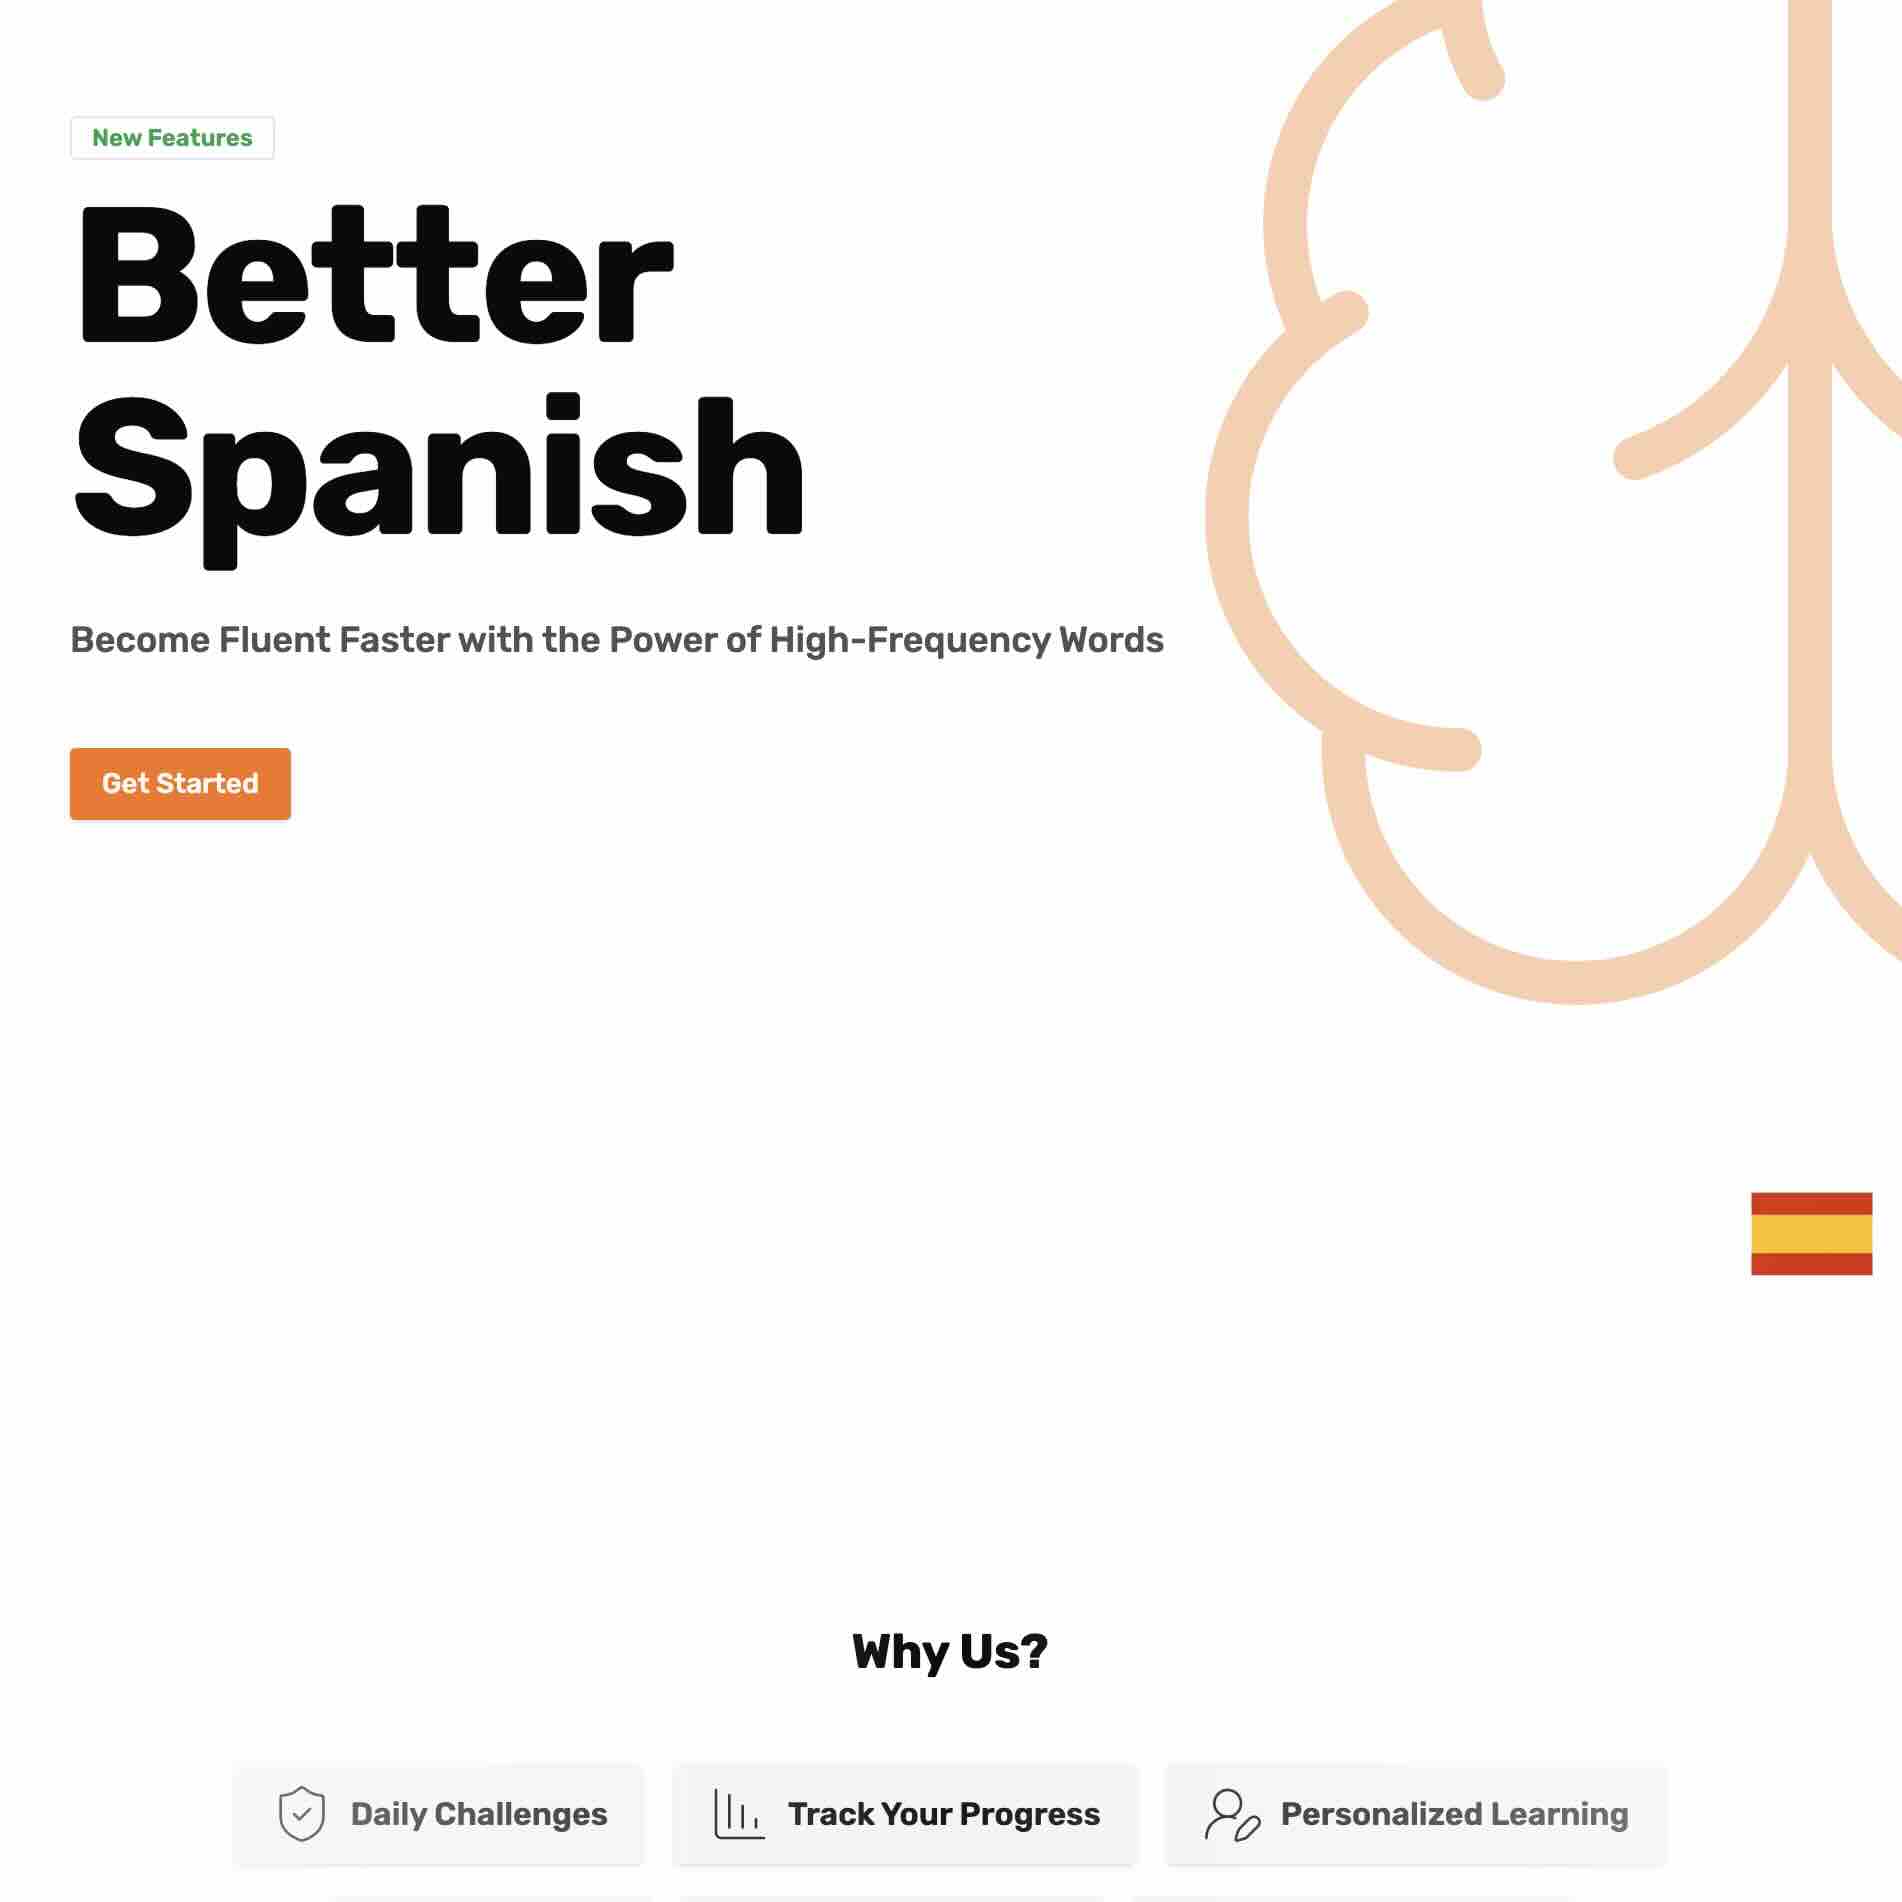 New Features
Better
Spanish
Become Fluent Faster with the Power of High-Frequency Words
Get Started
Why Us?
Daily Challenges
Track Your Progress
Personalized Learning